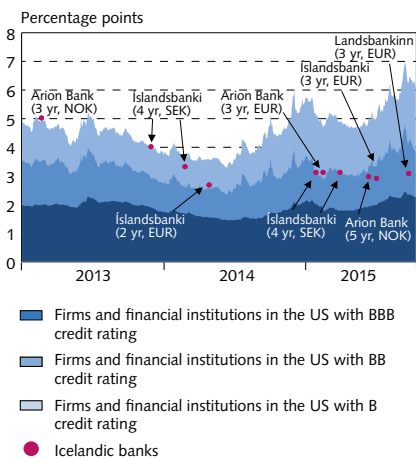 Percentage points
8
7
6
5
4
3
2
1
0
Landsbankinn
(3 yr, EUR)
Íslandsbanki
(3 yr, EUR)
Arion Bank
(3 yr, NOK)
Íslandsbanki
(4 yr, SEK)
Arion Bank
(3 yr, EUR)
Íslandsbanki
(2 yr, EUR)
Íslandsbanki
(4 yr, SEK)
Arion Bank
(5 yr, NOK)
2013
2014
2015
Firms and financial institutions in the US with BBB
credit rating
Firms and financial institutions in the US with BB
credit rating
Firms and financial institutions in the US with B
credit rating
Icelandic banks